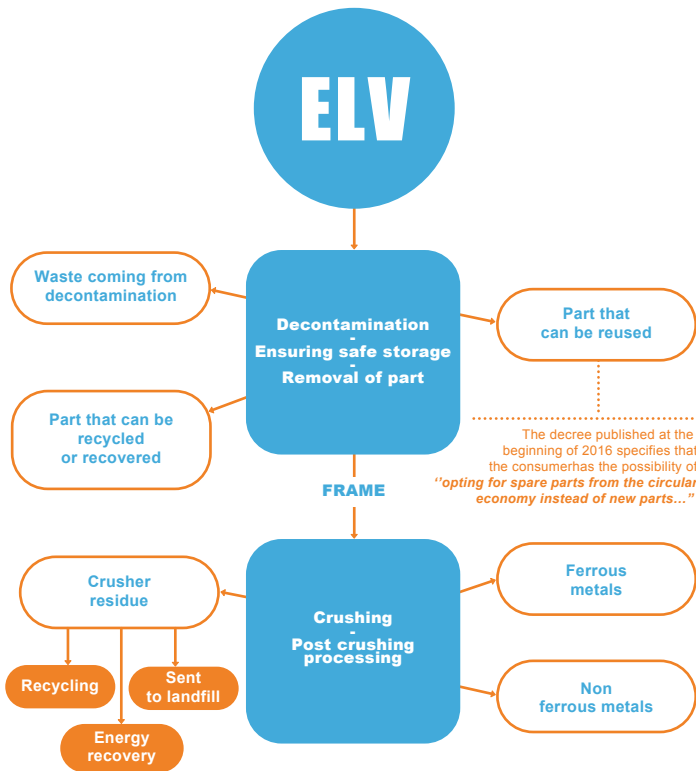 ELV
Waste coming from
decontamination
Decontamination
-
Ensuring safe storage
-
Removal of part
Part that
can be reused
Part that can be
recycled
or recovered
The decree published at the
beginning of 2016 specifies that
the consumerhas the possibility of
‘‘opting for spare parts from the circular
economy instead of new parts…’’
FRAME
Crusher
residue
Crushing
-
Post crushing
processing
Ferrous
metals
Recycling
Sent
to landfill
Energy
recovery
Non
ferrous metals